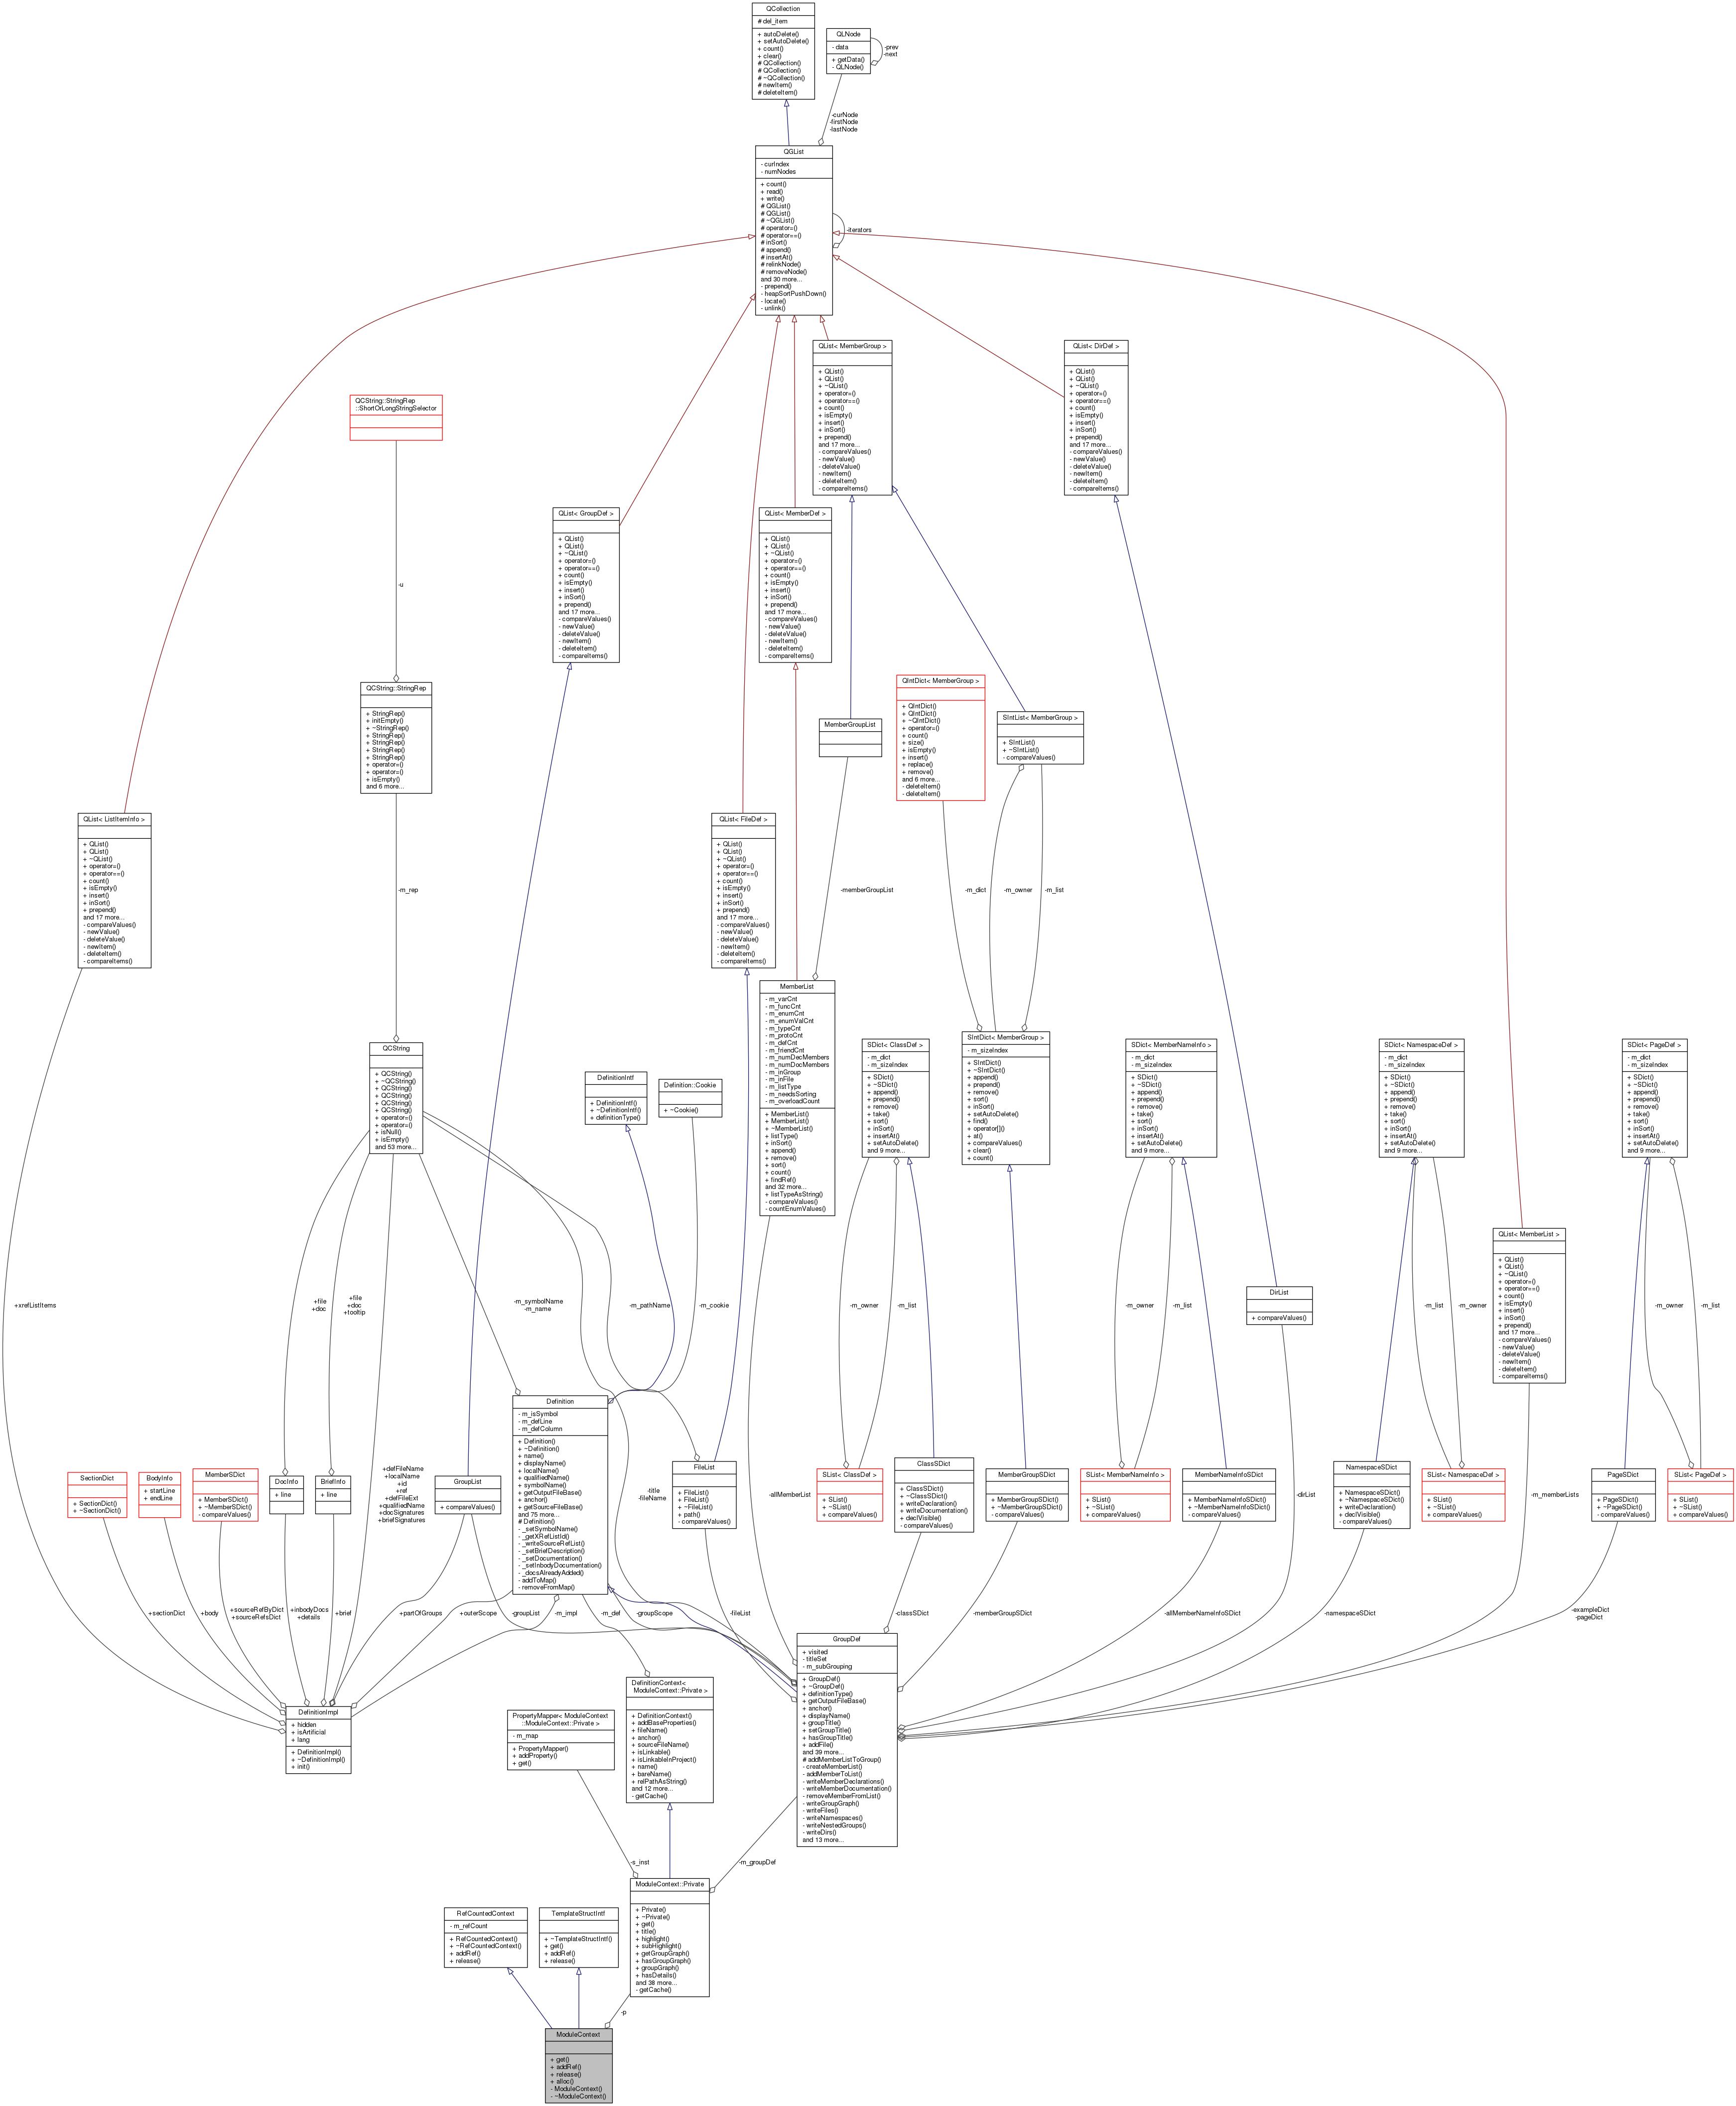 QCollection
# del_item
+ autoDelete()
+ setAutoDelete()
+ count()
+ clear()
# QCollection()
# QCollection()
# ~QCollection()
# newItem()
# deleteItem()
QLNode
- data
+ getData()
- QLNode()
-prev
-next
-curNode
-firstNode
-lastNode
QGList
- curIndex
- numNodes
+ count()
+ read()
+ write()
# QGList()
# QGList()
# ~QGList()
# operator=()
# operator==()
# inSort()
# append()
# insertAt()
# relinkNode()
# removeNode()
and 30 more...
- prepend()
- heapSortPushDown()
- locate()
- unlink()
-iterators
QList< MemberGroup >
+ QList()
+ QList()
+ ~QList()
+ operator=()
+ operator==()
+ count()
+ isEmpty()
+ insert()
+ inSort()
+ prepend()
and 17 more...
- compareValues()
- newValue()
- deleteValue()
- newItem()
- deleteItem()
- compareItems()
QList< DirDef >
+ QList()
+ QList()
+ ~QList()
+ operator=()
+ operator==()
+ count()
+ isEmpty()
+ insert()
+ inSort()
+ prepend()
and 17 more...
- compareValues()
- newValue()
- deleteValue()
- newItem()
- deleteItem()
- compareItems()
QCString::StringRep
::ShortOrLongStringSelector
-u
QList< GroupDef >
+ QList()
+ QList()
+ ~QList()
+ operator=()
+ operator==()
+ count()
+ isEmpty()
+ insert()
+ inSort()
+ prepend()
and 17 more...
- compareValues()
- newValue()
- deleteValue()
- newItem()
- deleteItem()
- compareItems()
QList< MemberDef >
+ QList()
+ QList()
+ ~QList()
+ operator=()
+ operator==()
+ count()
+ isEmpty()
+ insert()
+ inSort()
+ prepend()
and 17 more...
- compareValues()
- newValue()
- deleteValue()
- newItem()
- deleteItem()
- compareItems()
QCString::StringRep
+ StringRep()
+ initEmpty()
+ ~StringRep()
+ StringRep()
+ StringRep()
+ StringRep()
+ StringRep()
+ operator=()
+ operator=()
+ isEmpty()
and 6 more...
MemberGroupList
QIntDict< MemberGroup >
+ QIntDict()
+ QIntDict()
+ ~QIntDict()
+ operator=()
+ count()
+ size()
+ isEmpty()
+ insert()
+ replace()
+ remove()
and 6 more...
- deleteItem()
- deleteItem()
SIntList< MemberGroup >
+ SIntList()
+ ~SIntList()
- compareValues()
QList< ListItemInfo >
+ QList()
+ QList()
+ ~QList()
+ operator=()
+ operator==()
+ count()
+ isEmpty()
+ insert()
+ inSort()
+ prepend()
and 17 more...
- compareValues()
- newValue()
- deleteValue()
- newItem()
- deleteItem()
- compareItems()
-m_rep
QList< FileDef >
+ QList()
+ QList()
+ ~QList()
+ operator=()
+ operator==()
+ count()
+ isEmpty()
+ insert()
+ inSort()
+ prepend()
and 17 more...
- compareValues()
- newValue()
- deleteValue()
- newItem()
- deleteItem()
- compareItems()
-memberGroupList
-m_dict
-m_owner
-m_list
QCString
+ QCString()
+ ~QCString()
+ QCString()
+ QCString()
+ QCString()
+ QCString()
+ operator=()
+ operator=()
+ isNull()
+ isEmpty()
and 53 more...
DefinitionIntf
+ DefinitionIntf()
+ ~DefinitionIntf()
+ definitionType()
Definition::Cookie
+ ~Cookie()
MemberList
- m_varCnt
- m_funcCnt
- m_enumCnt
- m_enumValCnt
- m_typeCnt
- m_protoCnt
- m_defCnt
- m_friendCnt
- m_numDecMembers
- m_numDocMembers
- m_inGroup
- m_inFile
- m_listType
- m_needsSorting
- m_overloadCount
+ MemberList()
+ MemberList()
+ ~MemberList()
+ listType()
+ inSort()
+ append()
+ remove()
+ sort()
+ count()
+ findRef()
and 32 more...
+ listTypeAsString()
- compareValues()
- countEnumValues()
SDict< ClassDef >
- m_dict
- m_sizeIndex
+ SDict()
+ ~SDict()
+ append()
+ prepend()
+ remove()
+ take()
+ sort()
+ inSort()
+ insertAt()
+ setAutoDelete()
and 9 more...
SIntDict< MemberGroup >
- m_sizeIndex
+ SIntDict()
+ ~SIntDict()
+ append()
+ prepend()
+ remove()
+ sort()
+ inSort()
+ setAutoDelete()
+ find()
+ operator[]()
+ at()
+ compareValues()
+ clear()
+ count()
SDict< MemberNameInfo >
- m_dict
- m_sizeIndex
+ SDict()
+ ~SDict()
+ append()
+ prepend()
+ remove()
+ take()
+ sort()
+ inSort()
+ insertAt()
+ setAutoDelete()
and 9 more...
SDict< NamespaceDef >
- m_dict
- m_sizeIndex
+ SDict()
+ ~SDict()
+ append()
+ prepend()
+ remove()
+ take()
+ sort()
+ inSort()
+ insertAt()
+ setAutoDelete()
and 9 more...
SDict< PageDef >
- m_dict
- m_sizeIndex
+ SDict()
+ ~SDict()
+ append()
+ prepend()
+ remove()
+ take()
+ sort()
+ inSort()
+ insertAt()
+ setAutoDelete()
and 9 more...
QList< MemberList >
+ QList()
+ QList()
+ ~QList()
+ operator=()
+ operator==()
+ count()
+ isEmpty()
+ insert()
+ inSort()
+ prepend()
and 17 more...
- compareValues()
- newValue()
- deleteValue()
- newItem()
- deleteItem()
- compareItems()
DirList
+ compareValues()
+xrefListItems
+file
+doc
+file
+doc
+tooltip
-m_symbolName
-m_name
-m_pathName
-m_cookie
-m_owner
-m_list
-m_owner
-m_list
-m_list
-m_owner
-m_owner
-m_list
SectionDict
+ SectionDict()
+ ~SectionDict()
BodyInfo
+ startLine
+ endLine
MemberSDict
+ MemberSDict()
+ ~MemberSDict()
- compareValues()
DocInfo
+ line
BriefInfo
+ line
+defFileName
+localName
+id
+ref
+defFileExt
+qualifiedName
+docSignatures
+briefSignatures
GroupList
+ compareValues()
Definition
- m_isSymbol
- m_defLine
- m_defColumn
+ Definition()
+ ~Definition()
+ name()
+ displayName()
+ localName()
+ qualifiedName()
+ symbolName()
+ getOutputFileBase()
+ anchor()
+ getSourceFileBase()
and 75 more...
# Definition()
- _setSymbolName()
- _getXRefListId()
- _writeSourceRefList()
- _setBriefDescription()
- _setDocumentation()
- _setInbodyDocumentation()
- _docsAlreadyAdded()
- addToMap()
- removeFromMap()
-title
-fileName
FileList
+ FileList()
+ FileList()
+ ~FileList()
+ path()
- compareValues()
-allMemberList
SList< ClassDef >
+ SList()
+ ~SList()
+ compareValues()
ClassSDict
+ ClassSDict()
+ ~ClassSDict()
+ writeDeclaration()
+ writeDocumentation()
+ declVisible()
- compareValues()
MemberGroupSDict
+ MemberGroupSDict()
+ ~MemberGroupSDict()
- compareValues()
SList< MemberNameInfo >
+ SList()
+ ~SList()
+ compareValues()
MemberNameInfoSDict
+ MemberNameInfoSDict()
+ ~MemberNameInfoSDict()
- compareValues()
-dirList
NamespaceSDict
+ NamespaceSDict()
+ ~NamespaceSDict()
+ writeDeclaration()
+ declVisible()
- compareValues()
SList< NamespaceDef >
+ SList()
+ ~SList()
+ compareValues()
-m_memberLists
PageSDict
+ PageSDict()
+ ~PageSDict()
- compareValues()
SList< PageDef >
+ SList()
+ ~SList()
+ compareValues()
+sectionDict
+body
+sourceRefByDict
+sourceRefsDict
+inbodyDocs
+details
+brief
+partOfGroups
+outerScope
-groupList
-m_impl
-m_def
-groupScope
-fileList
-classSDict
-memberGroupSDict
-allMemberNameInfoSDict
-namespaceSDict
-exampleDict
-pageDict
DefinitionImpl
+ hidden
+ isArtificial
+ lang
+ DefinitionImpl()
+ ~DefinitionImpl()
+ init()
PropertyMapper< ModuleContext
::ModuleContext::Private >
- m_map
+ PropertyMapper()
+ addProperty()
+ get()
DefinitionContext<
ModuleContext::Private >
+ DefinitionContext()
+ addBaseProperties()
+ fileName()
+ anchor()
+ sourceFileName()
+ isLinkable()
+ isLinkableInProject()
+ name()
+ bareName()
+ relPathAsString()
and 12 more...
- getCache()
GroupDef
+ visited
- titleSet
- m_subGrouping
+ GroupDef()
+ ~GroupDef()
+ definitionType()
+ getOutputFileBase()
+ anchor()
+ displayName()
+ groupTitle()
+ setGroupTitle()
+ hasGroupTitle()
+ addFile()
and 39 more...
# addMemberListToGroup()
- createMemberList()
- addMemberToList()
- writeMemberDeclarations()
- writeMemberDocumentation()
- removeMemberFromList()
- writeGroupGraph()
- writeFiles()
- writeNamespaces()
- writeNestedGroups()
- writeDirs()
and 13 more...
-s_inst
-m_groupDef
ModuleContext::Private
+ Private()
+ ~Private()
+ get()
+ title()
+ highlight()
+ subHighlight()
+ getGroupGraph()
+ hasGroupGraph()
+ groupGraph()
+ hasDetails()
and 38 more...
- getCache()
RefCountedContext
- m_refCount
+ RefCountedContext()
+ ~RefCountedContext()
+ addRef()
+ release()
TemplateStructIntf
+ ~TemplateStructIntf()
+ get()
+ addRef()
+ release()
-p
ModuleContext
+ get()
+ addRef()
+ release()
+ alloc()
- ModuleContext()
- ~ModuleContext()